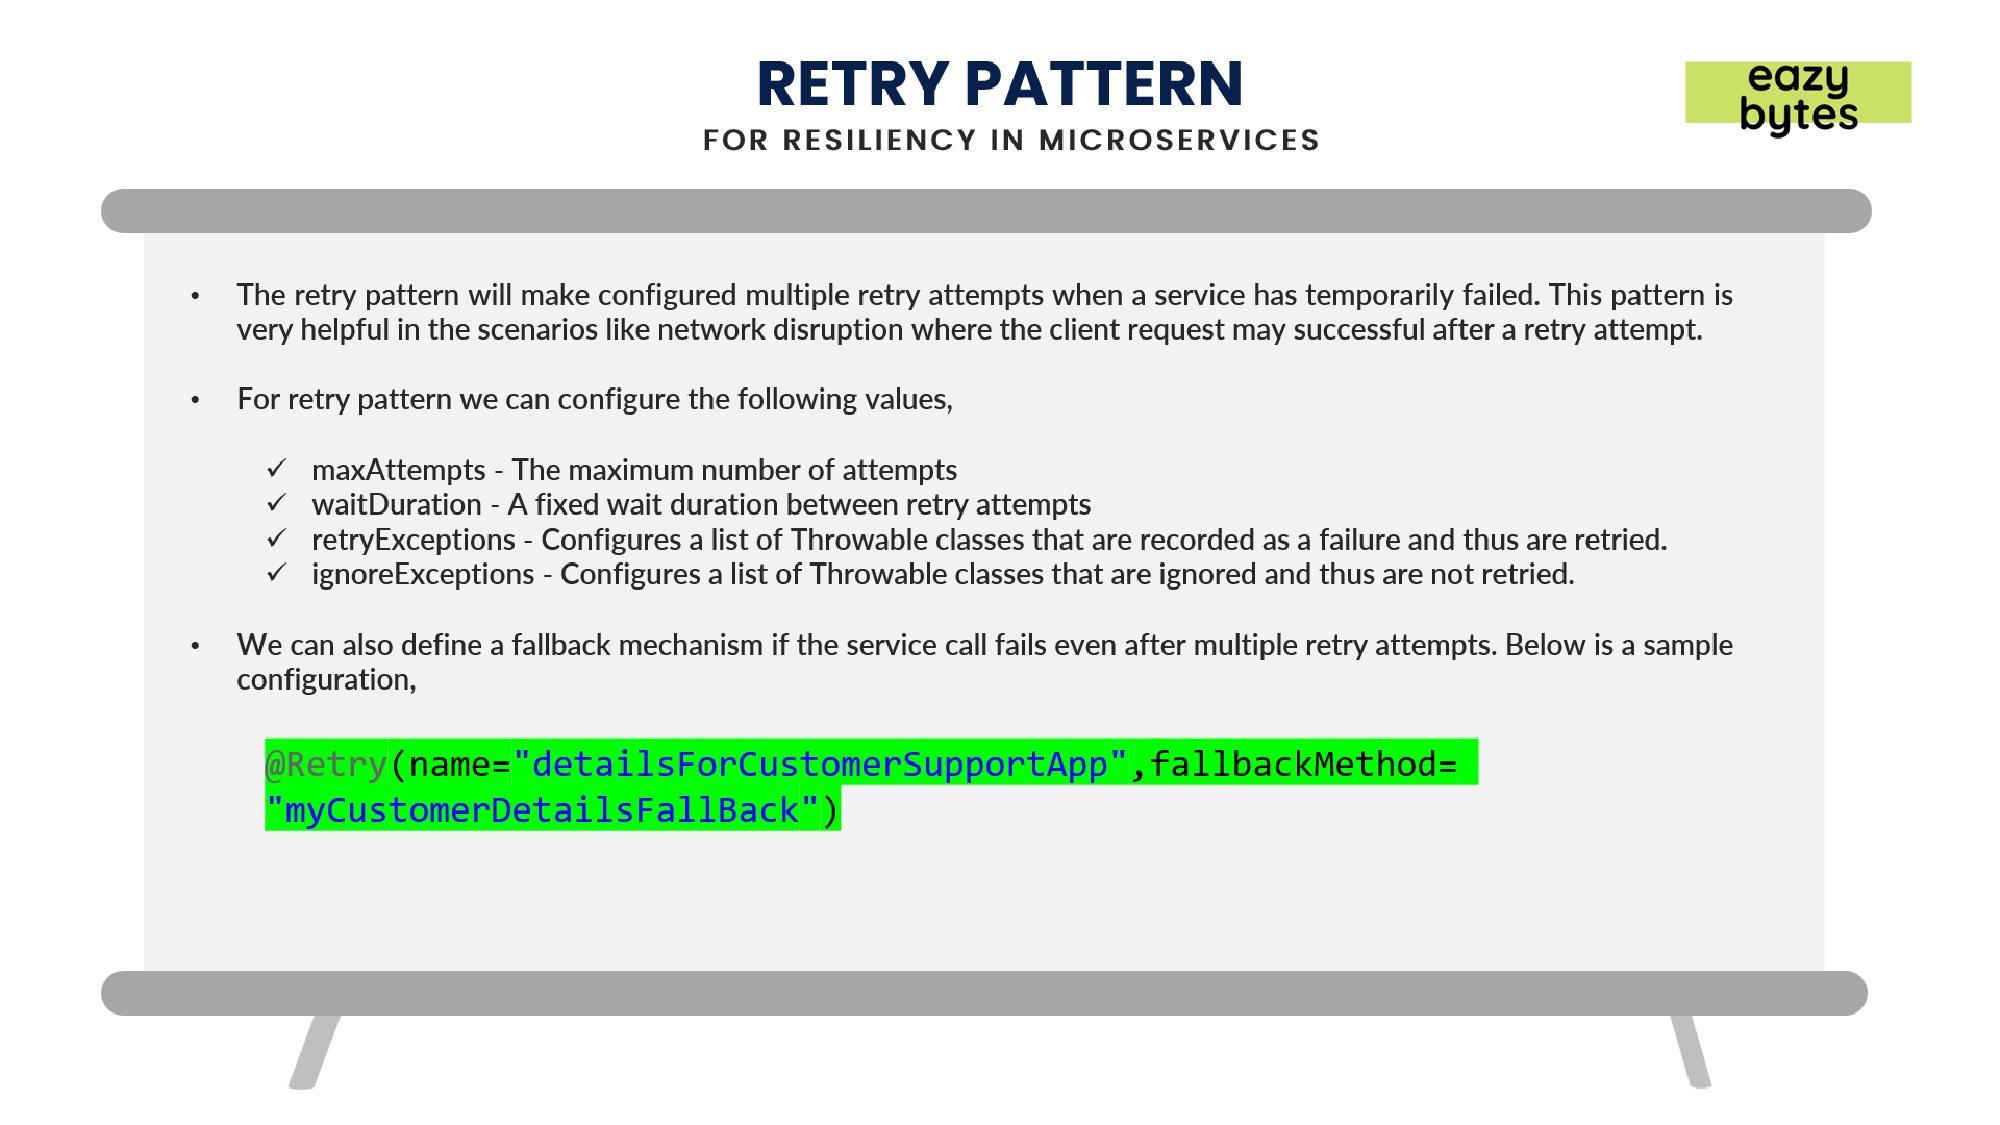 RETRY PATTERN
FOR RESILIENCY IN MICROSERVICES
eazy
bytes
• The retry pattern will make configured multiple retry attempts when a service has temporarily failed. This pattern is
very helpful in the scenarios like network disruption where the client request may successful after a retry attempt.
• For retry pattern we can configure the following values,
✓ maxAttempts - The maximum number of attempts
✓ waitDuration - A fixed wait duration between retry attempts
✓ retryExceptions - Configures a list of Throwable classes that are recorded as a failure and thus are retried.
✓ ignoreExceptions - Configures a list of Throwable classes that are ignored and thus are not retried.
• We can also define a fallback mechanism if the service call fails even after multiple retry attempts. Below is a sample
configuration,
@Retry(name="detailsForCustomerSupportApp",fallbackMethod=
"myCustomerDetailsFallBack")